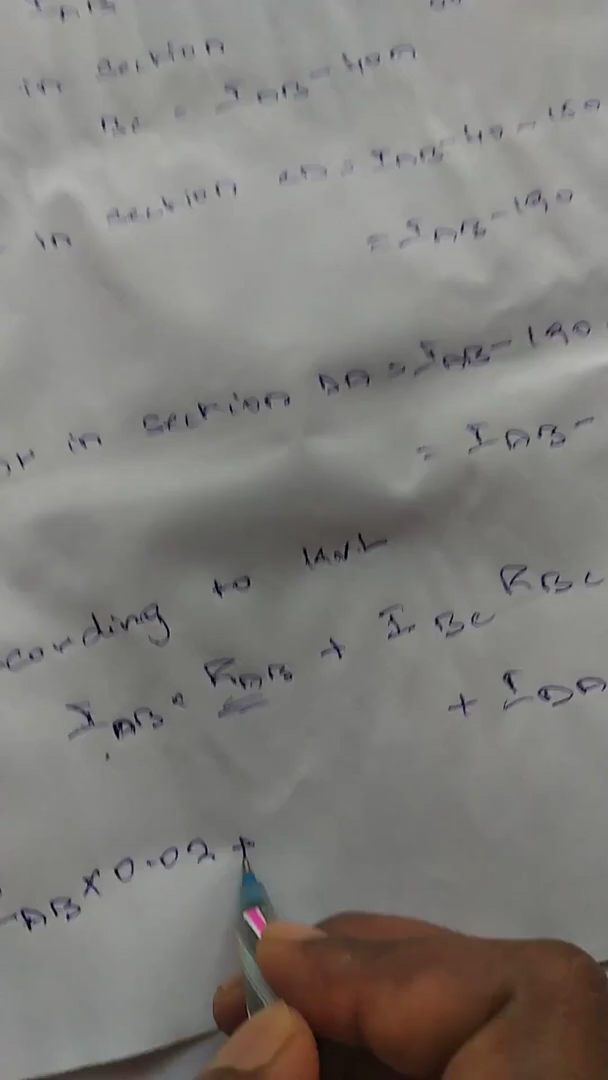 in section
BC = IAB - 40A
in section CD = IAB - 40 - 150
= IAB - 190
in section DA = IAB - 190
= IAB -
cording to KVL
IAB · RAB + IBC RBC
+ IDA
AB × 0.02 +